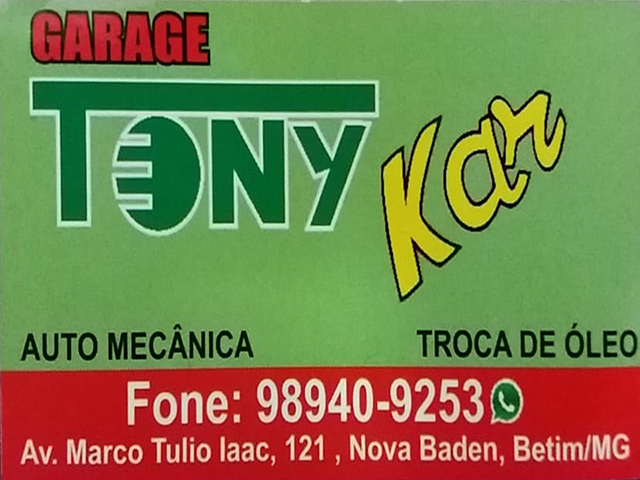 GARAGE
TONY Kar
AUTO MECÂNICA TROCA DE ÓLEO
Fone: 98940-9253
Av. Marco Tulio Iaac, 121 , Nova Baden, Betim/MG